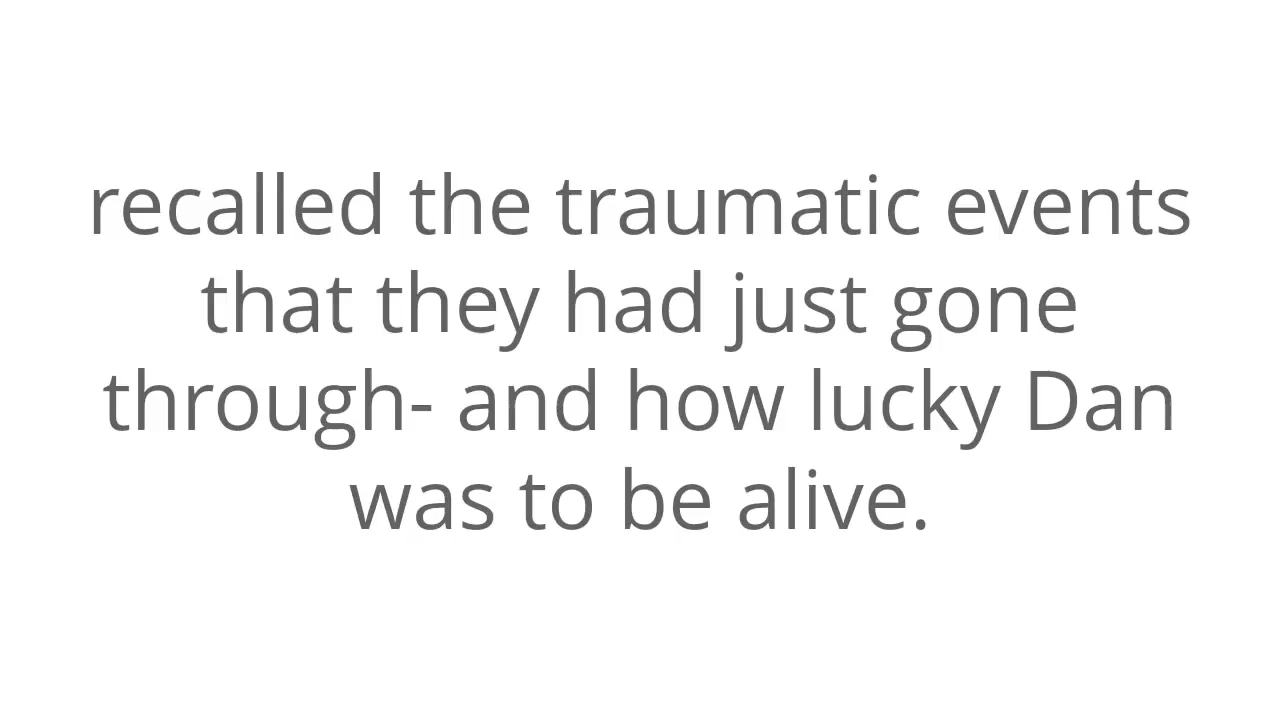 recalled the traumatic events
that they had just gone
through- and how lucky Dan
was to be alive.